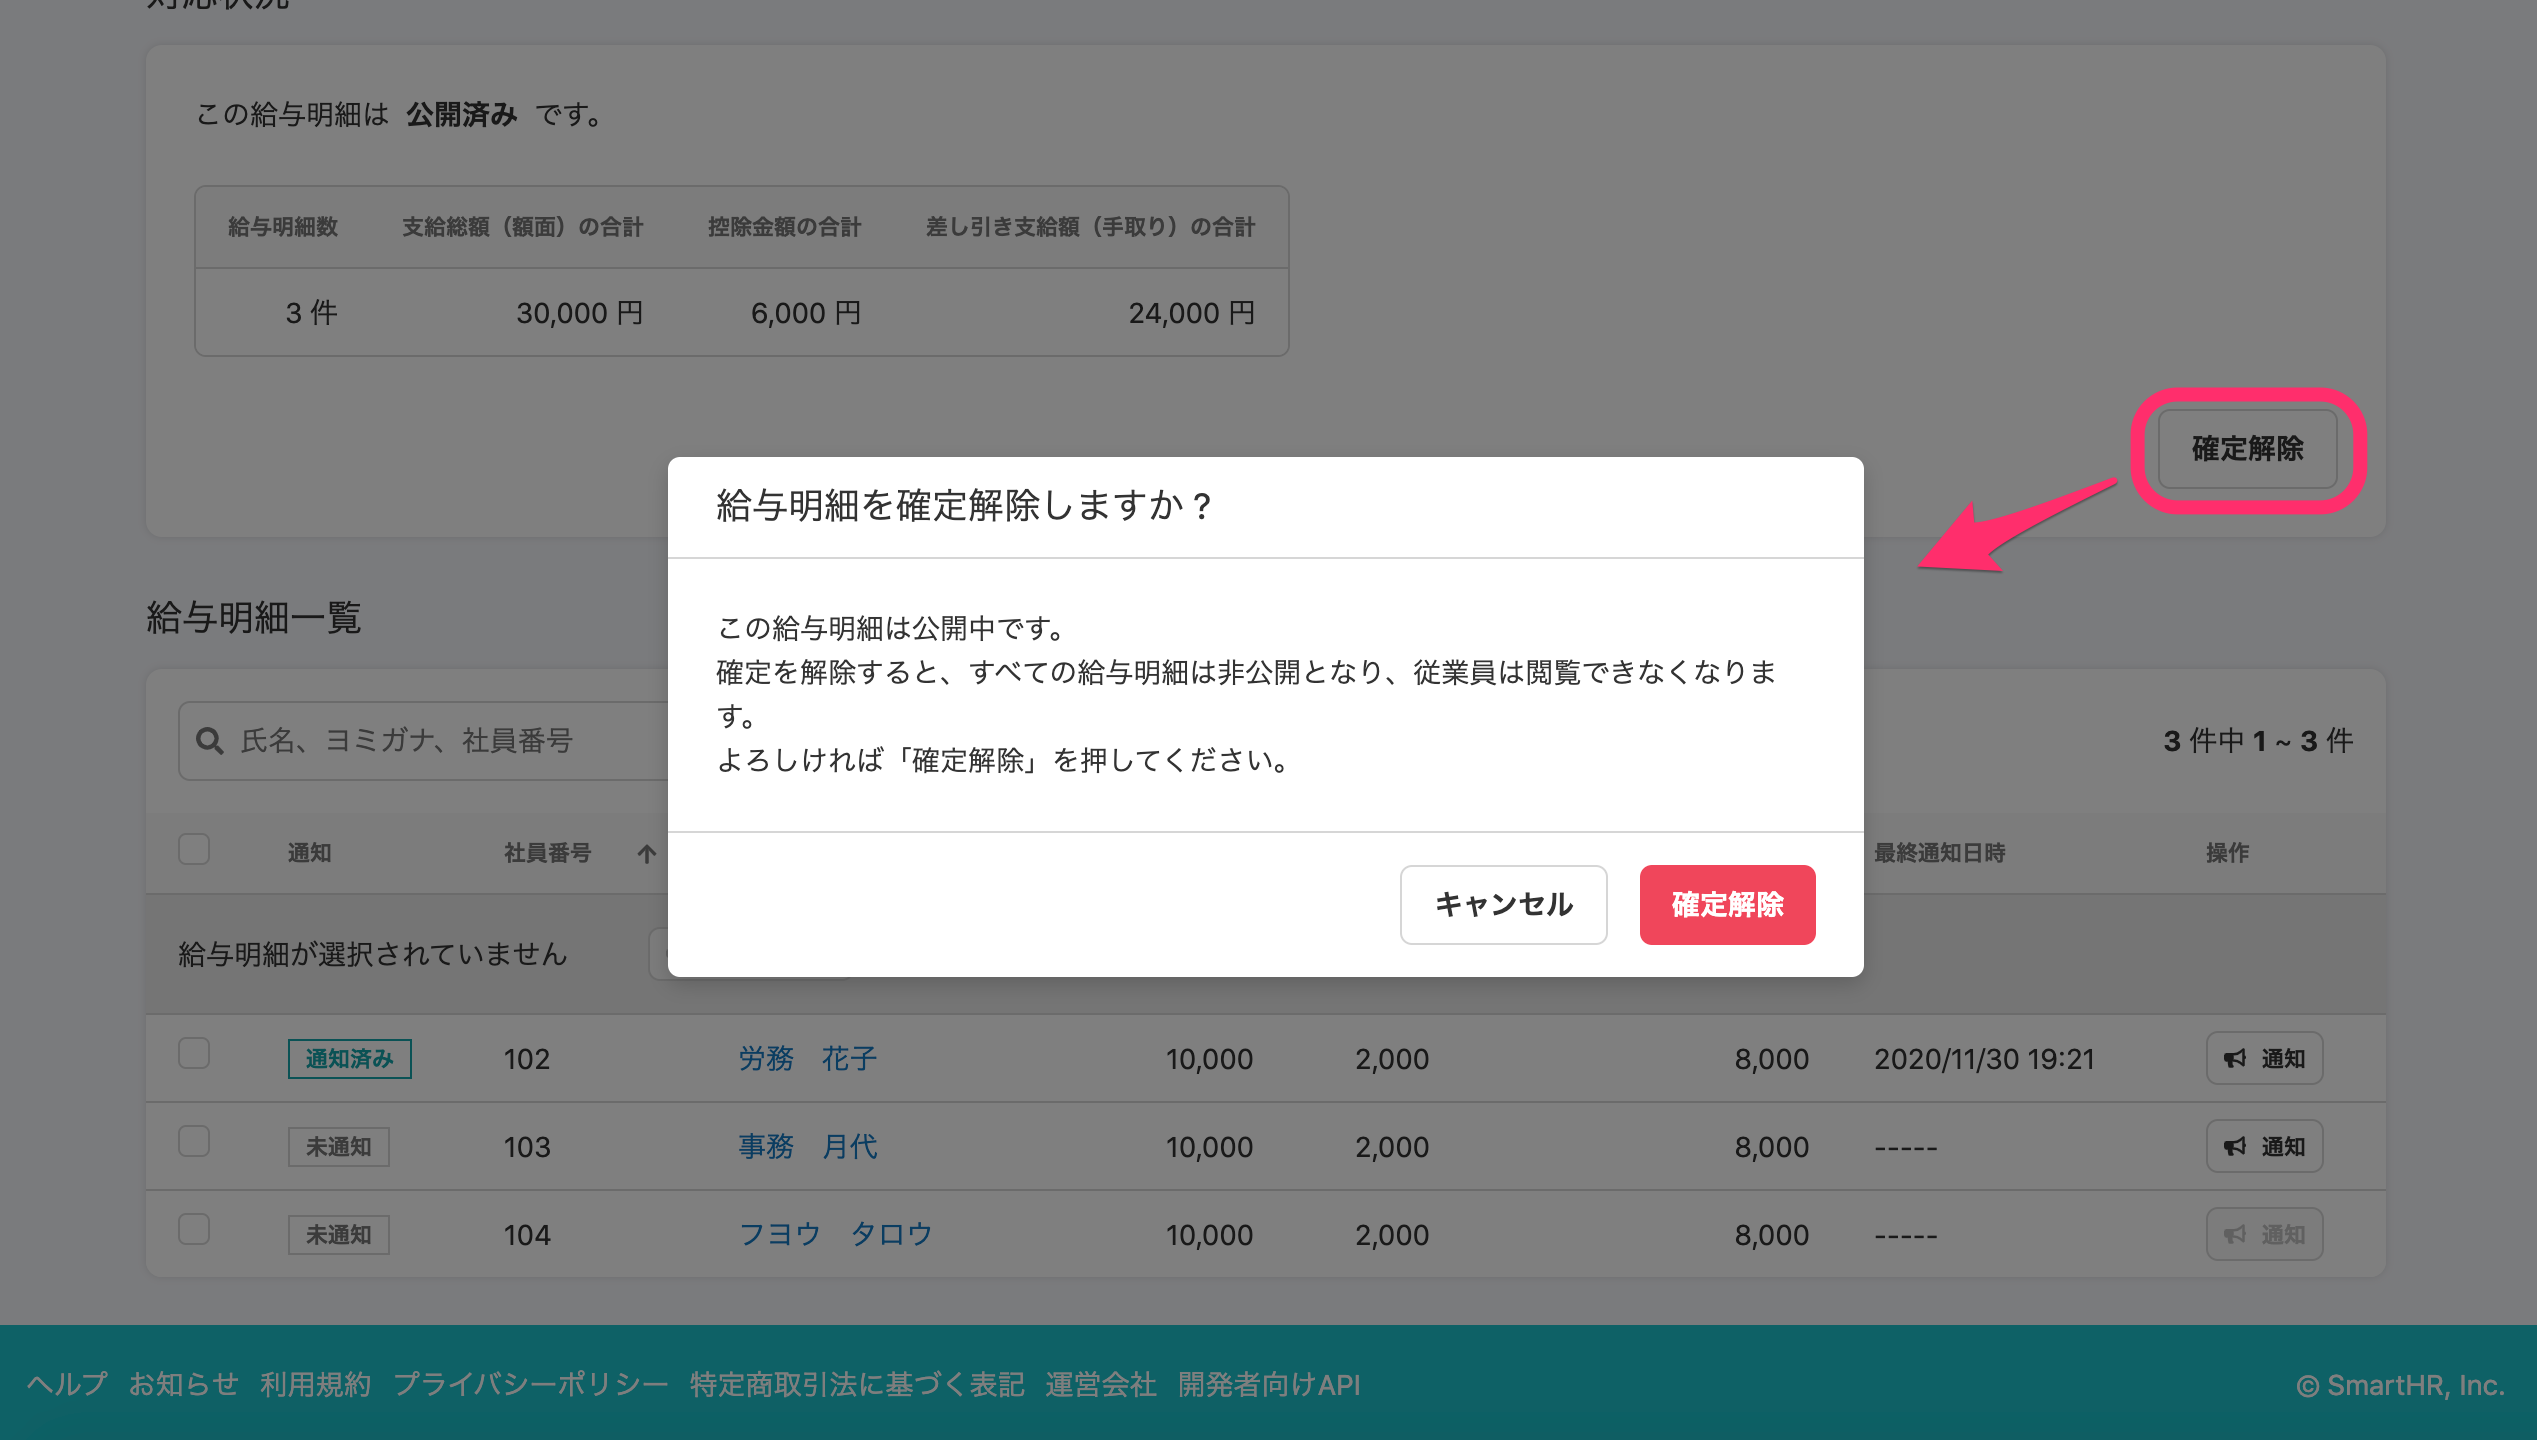 対応状況
この給与明細は 公開済み です。
給与明細数 支給総額（額面）の合計 控除金額の合計 差し引き支給額（手取り）の合計
3 件 30,000 円 6,000 円 24,000 円
確定解除
給与明細を確定解除しますか？
この給与明細は公開中です。
確定を解除すると、すべての給与明細は非公開となり、従業員は閲覧できなくなりま
す。
よろしければ「確定解除」を押してください。
キャンセル 確定解除
給与明細一覧
氏名、ヨミガナ、社員番号
3 件中 1 ~ 3 件
通知 社員番号 最終通知日時 操作
給与明細が選択されていません
通知済み 102 労務　花子 10,000 2,000 8,000 2020/11/30 19:21 通知
未通知 103 事務　月代 10,000 2,000 8,000 ----- 通知
未通知 104 フヨウ　タロウ 10,000 2,000 8,000 ----- 通知
ヘルプ お知らせ 利用規約 プライバシーポリシー 特定商取引法に基づく表記 運営会社 開発者向けAPI
© SmartHR, Inc.